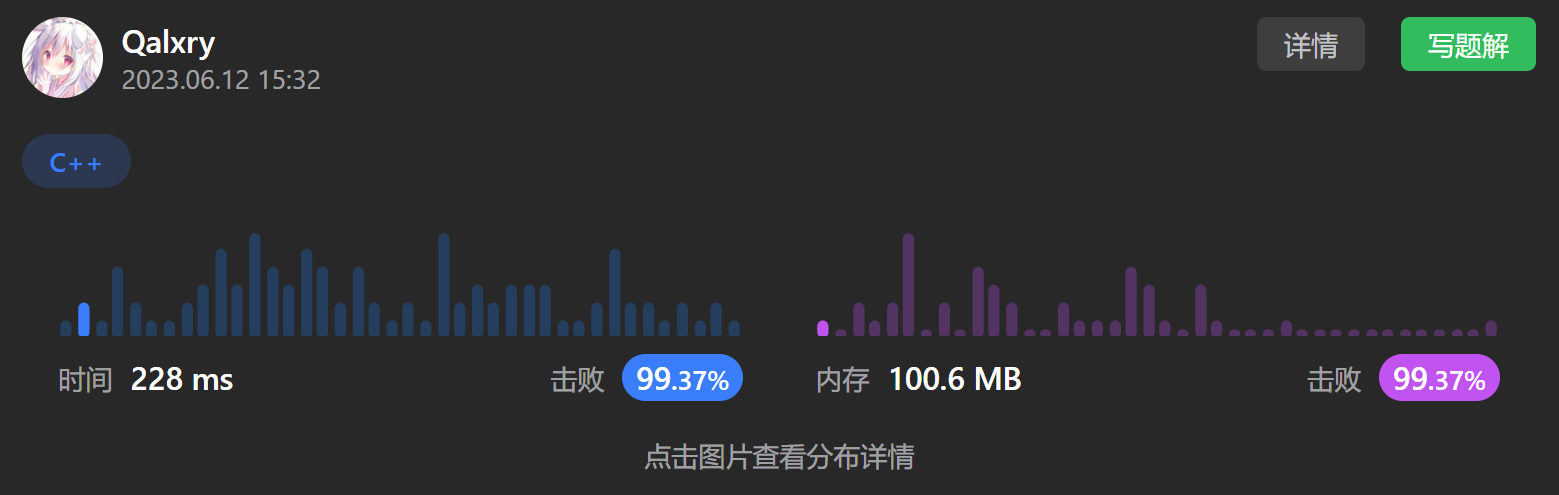 Qalxry
2023.06.12 15:32
详情
写题解
C++
时间 228 ms
击败 99.37%
内存 100.6 MB
击败 99.37%
点击图片查看分布详情